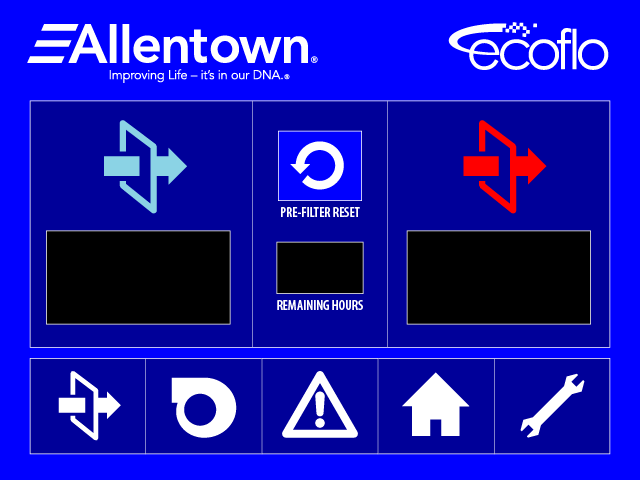 Allentown®
Improving Life – it's in our DNA.®
ecoflo
PRE-FILTER RESET
REMAINING HOURS